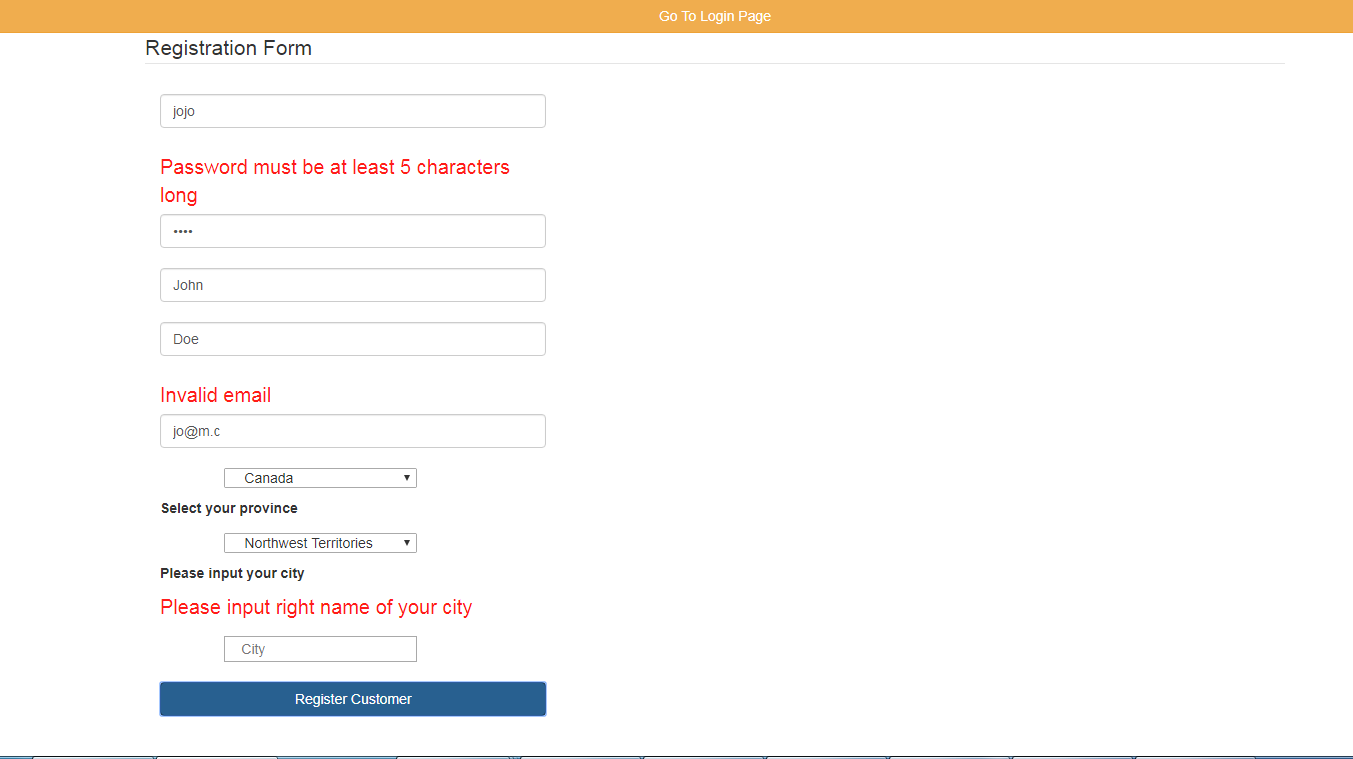 Go To Login Page
Registration Form
jojo
Password must be at least 5 characters
long
••••
John
Doe
Invalid email
jo@m.c
Canada
Select your province
Northwest Territories
Please input your city
Please input right name of your city
City
Register Customer